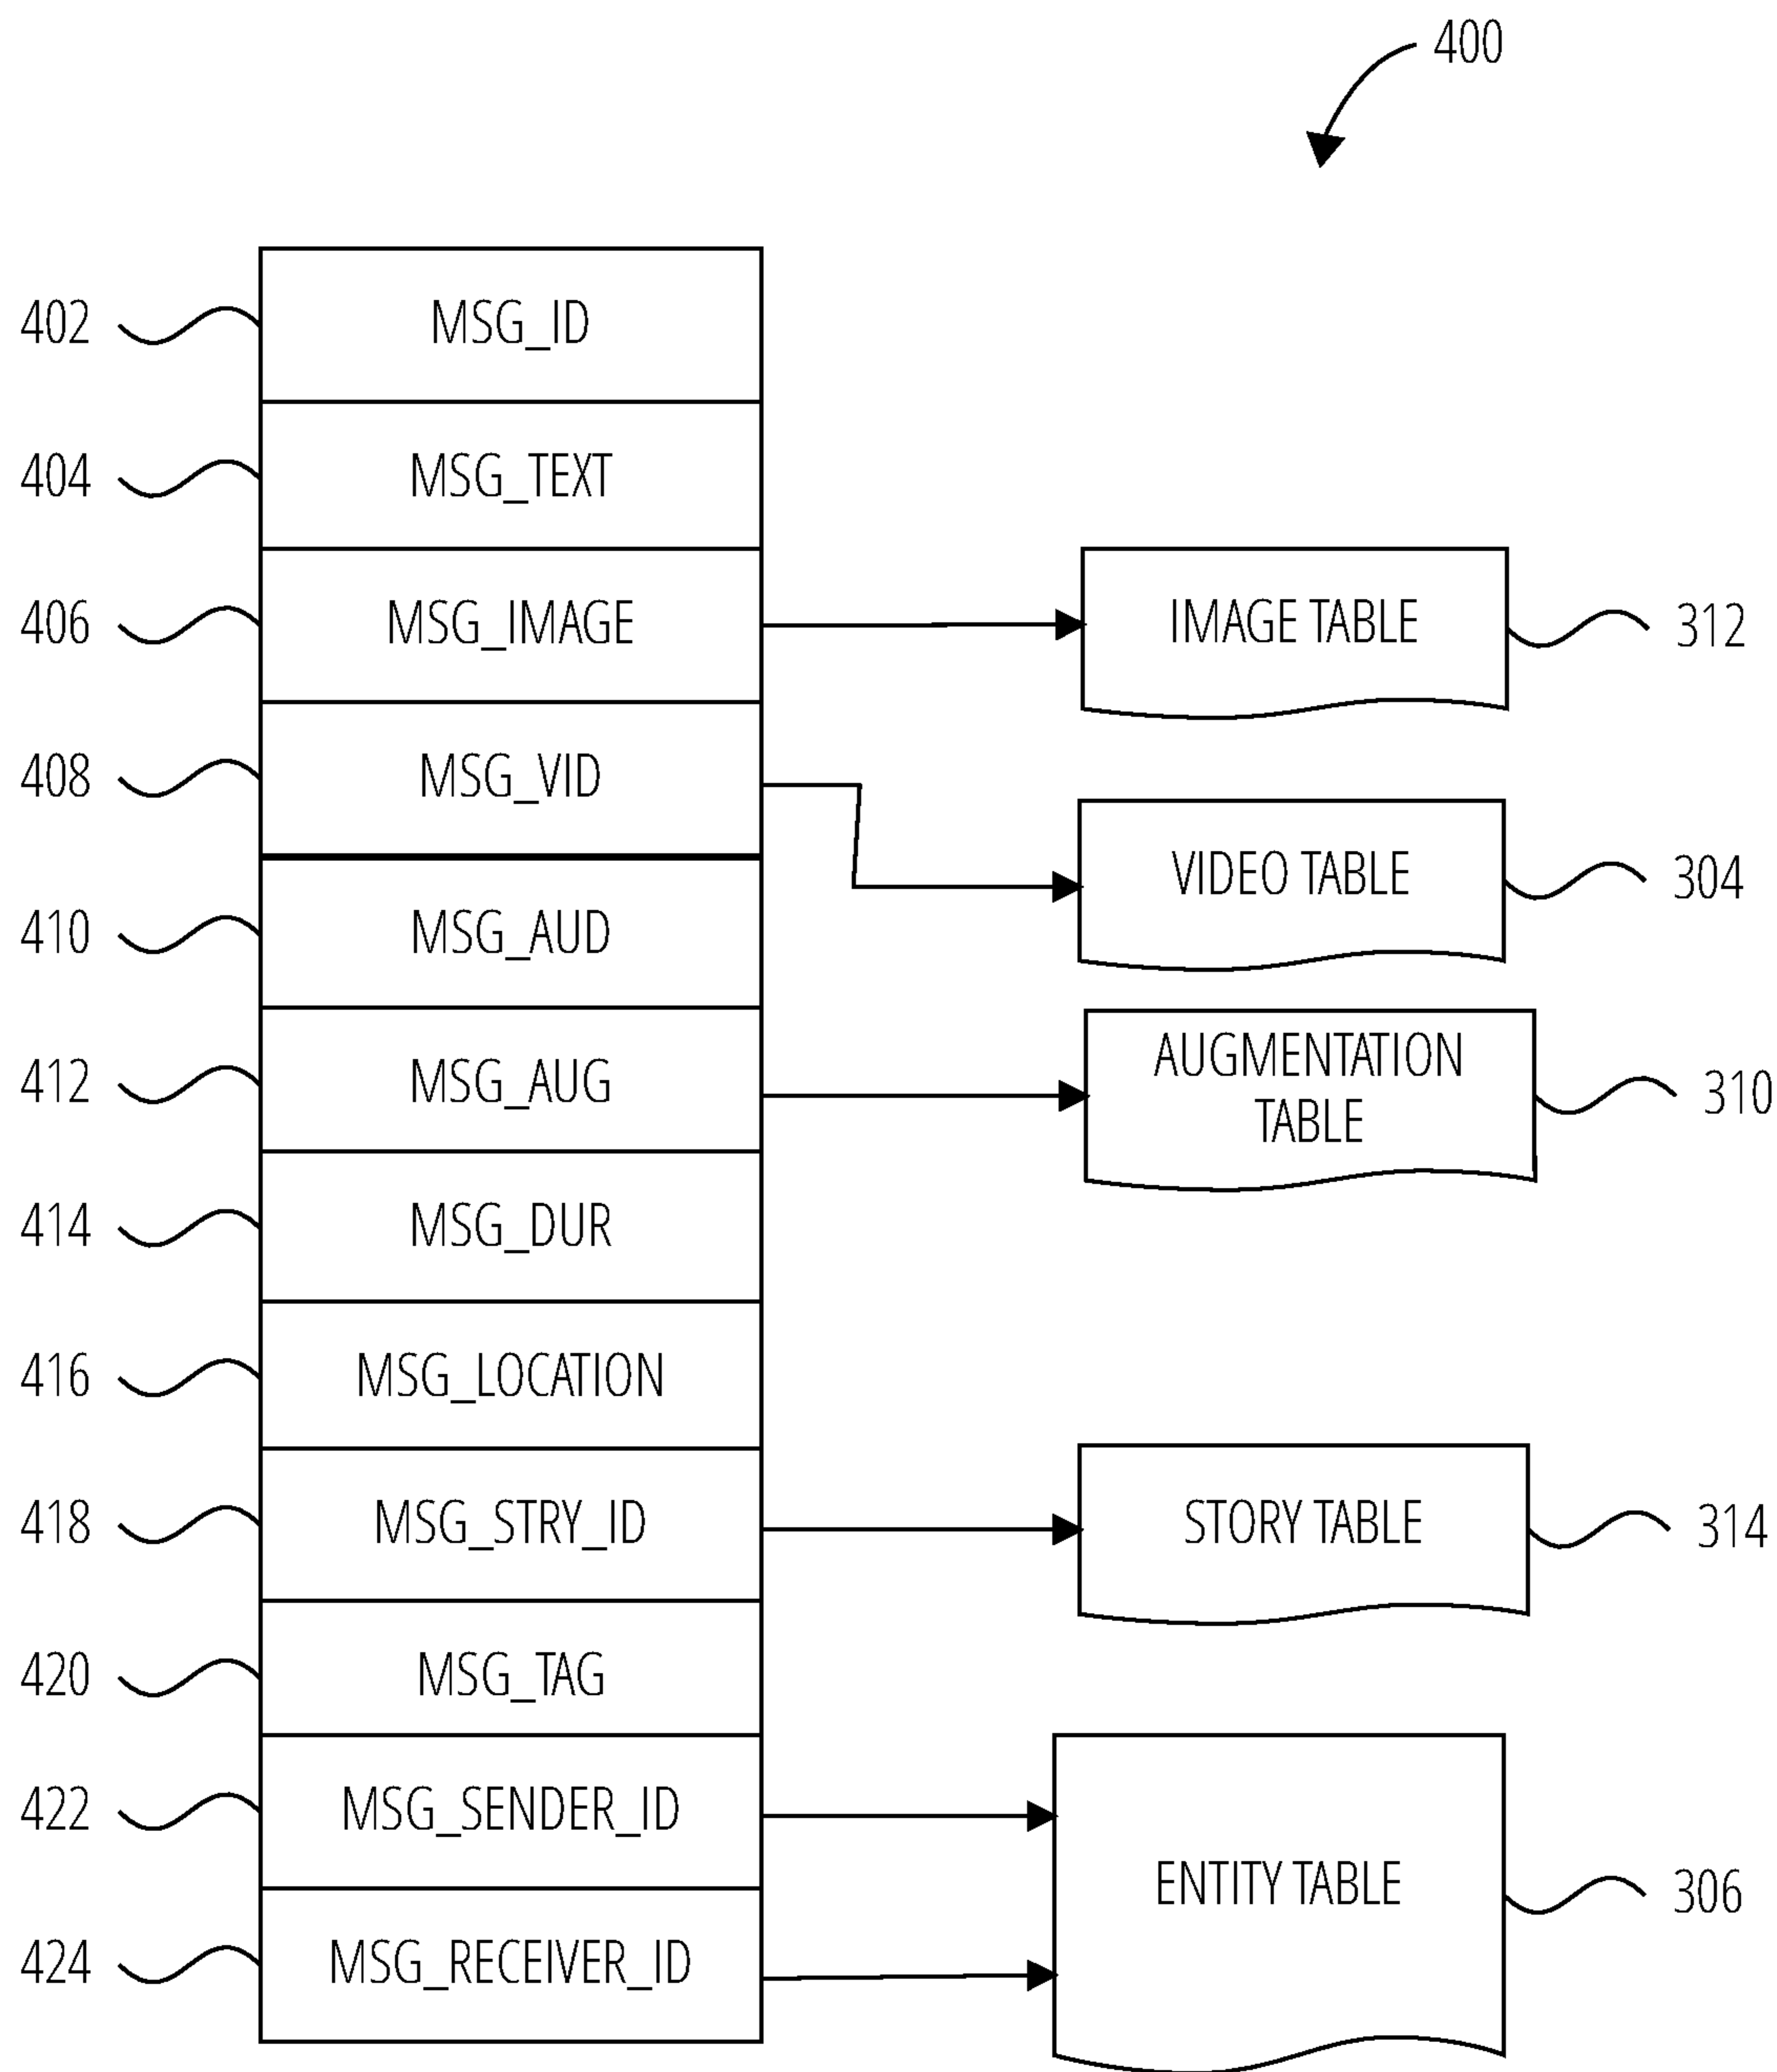 400
402 MSG_ID
404 MSG_TEXT
406 MSG_IMAGE IMAGE TABLE 312
408 MSG_VID VIDEO TABLE 304
410 MSG_AUD
412 MSG_AUG AUGMENTATION TABLE 310
414 MSG_DUR
416 MSG_LOCATION
418 MSG_STRY_ID STORY TABLE 314
420 MSG_TAG
422 MSG_SENDER_ID
ENTITY TABLE 306
424 MSG_RECEIVER_ID